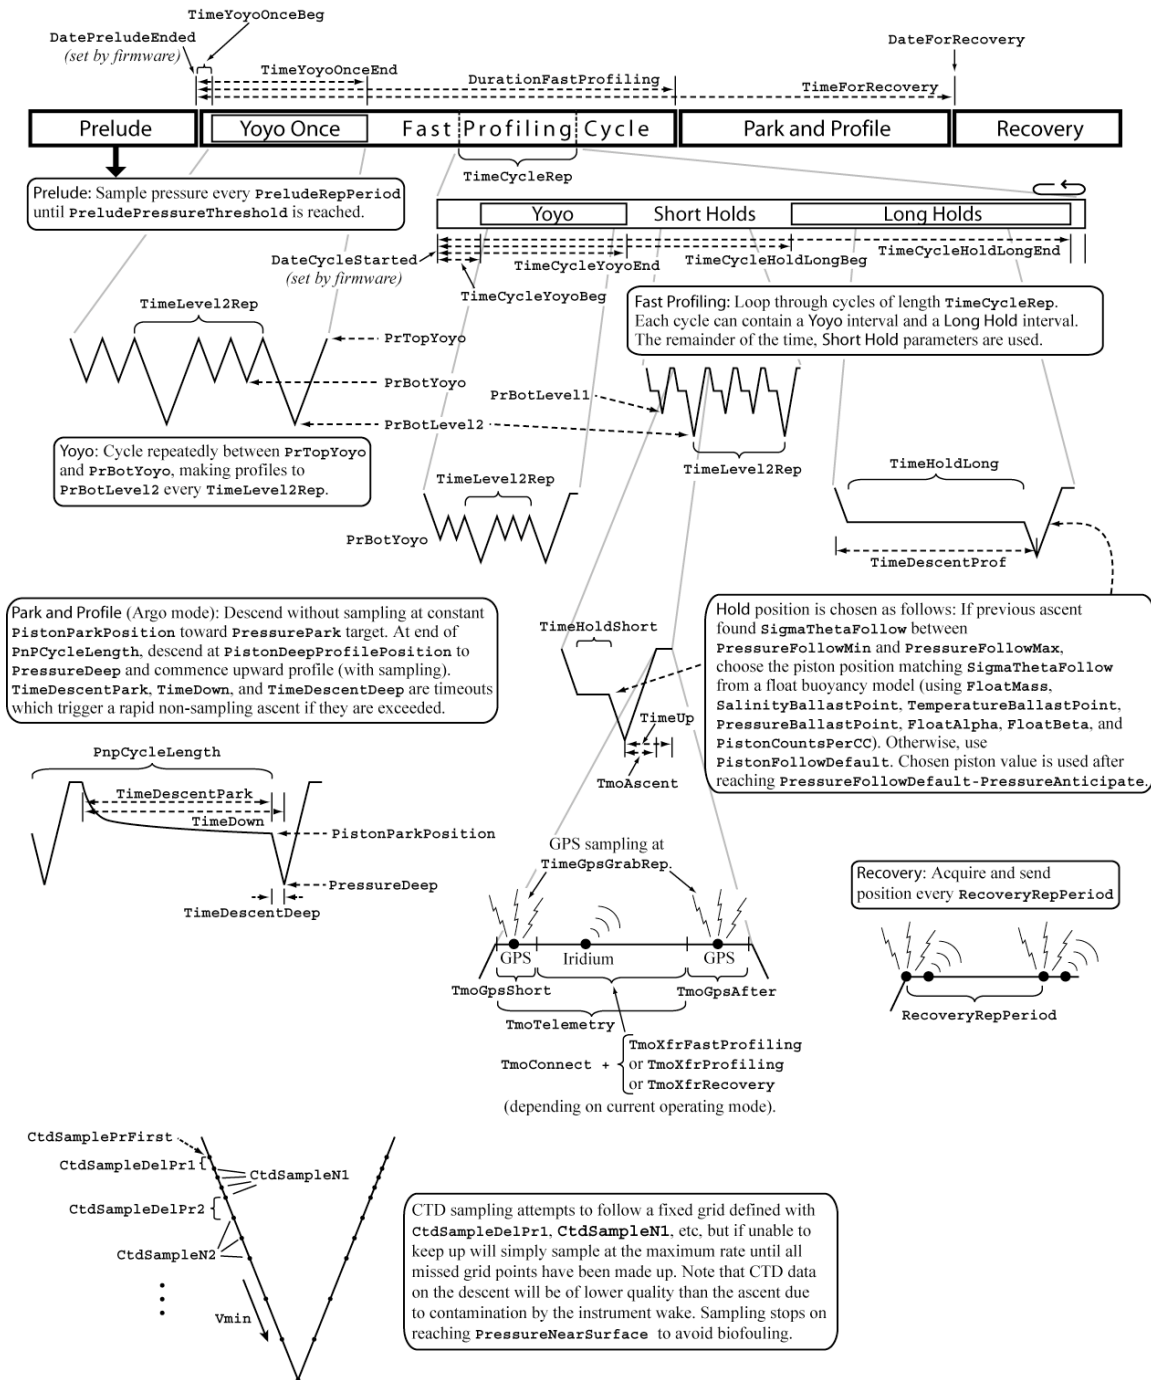 TimeYoyoOnceBeg
DatePreludeEnded
(set by firmware)
DateForRecovery
TimeYoyoOnceEnd
DurationFastProfiling
TimeForRecovery
Prelude
Yoyo Once
Fast Profiling Cycle
Park and Profile
Recovery
TimeCycleRep
Prelude: Sample pressure every PreludeRepPeriod
until PreludePressureThreshold is reached.
Yoyo
Short Holds
Long Holds
DateCycleStarted
(set by firmware)
TimeCycleYoyoEnd
TimeCycleHoldLongBeg
TimeCycleHoldLongEnd
TimeCycleYoyoBeg
TimeLevel2Rep
Fast Profiling: Loop through cycles of length TimeCycleRep.
Each cycle can contain a Yoyo interval and a Long Hold interval.
The remainder of the time, Short Hold parameters are used.
PrTopYoyo
PrBotYoyo
PrBotLevel1
PrBotLevel2
Yoyo: Cycle repeatedly between PrTopYoyo
and PrBotYoyo, making profiles to
PrBotLevel2 every TimeLevel2Rep.
TimeLevel2Rep
TimeHoldLong
TimeLevel2Rep
PrBotYoyo
TimeDescentProf
Park and Profile (Argo mode): Descend without sampling at constant
PistonParkPosition toward PressurePark target. At end of
PnPCycleLength, descend at PistonDeepProfilePosition to
PressureDeep and commence upward profile (with sampling).
TimeDescentPark, TimeDown, and TimeDescentDeep are timeouts
which trigger a rapid non-sampling ascent if they are exceeded.
TimeHoldShort
Hold position is chosen as follows: If previous ascent
found SigmaThetaFollow between
PressureFollowMin and PressureFollowMax,
choose the piston position matching SigmaThetaFollow
from a float buoyancy model (using FloatMass,
SalinityBallastPoint, TemperatureBallastPoint,
PressureBallastPoint, FloatAlpha, FloatBeta, and
PistonCountsPerCC). Otherwise, use
PistonFollowDefault. Chosen piston value is used after
reaching PressureFollowDefault-PressureAnticipate.
TimeUp
TmoAscent
PnpCycleLength
TimeDescentPark
TimeDown
PistonParkPosition
PressureDeep
TimeDescentDeep
GPS sampling at
TimeGpsGrabRep.
Recovery: Acquire and send
position every RecoveryRepPeriod
GPS
Iridium
GPS
TmoGpsShort
TmoGpsAfter
TmoTelemetry
RecoveryRepPeriod
TmoXfrFastProfiling
TmoConnect + or TmoXfrProfiling
or TmoXfrRecovery
(depending on current operating mode).
CtdSamplePrFirst
CtdSampleDelPr1
CtdSampleN1
CtdSampleDelPr2
CtdSampleN2
Vmin
CTD sampling attempts to follow a fixed grid defined with
CtdSampleDelPr1, CtdSampleN1, etc, but if unable to
keep up will simply sample at the maximum rate until all
missed grid points have been made up. Note that CTD data
on the descent will be of lower quality than the ascent due
to contamination by the instrument wake. Sampling stops on
reaching PressureNearSurface to avoid biofouling.